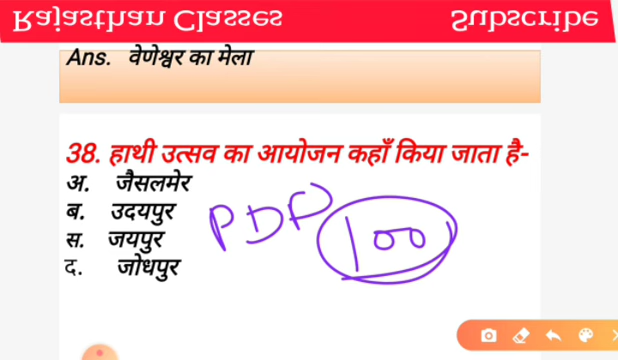 Rajasthan Classes Subscribe
Ans. वेणेश्वर का मेला
38. हाथी उत्सव का आयोजन कहाँ किया जाता है-
अ. जैसलमेर
ब. उदयपुर
स. जयपुर
द. जोधपुर
PDF 100